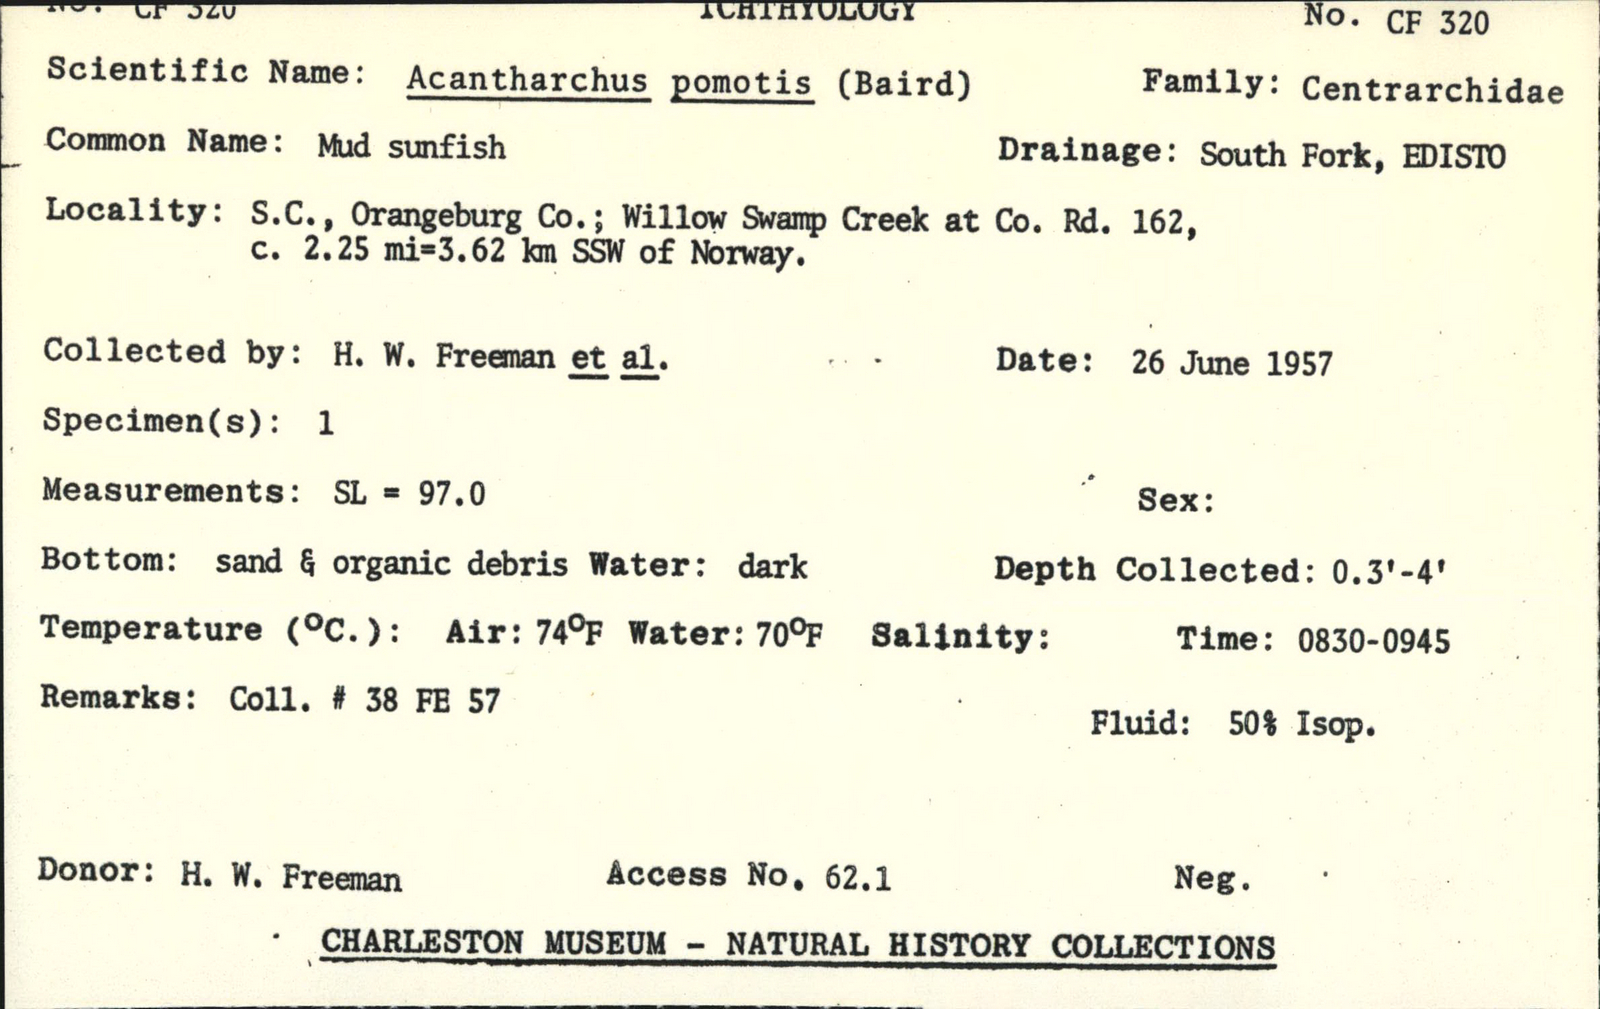 No. CF 320 ICHTHYOLOGY No. CF 320
Scientific Name: Acantharchus pomotis (Baird) Family: Centrarchidae
Common Name: Mud sunfish Drainage: South Fork, EDISTO
Locality: S.C., Orangeburg Co.; Willow Swamp Creek at Co. Rd. 162,
c. 2.25 mi=3.62 km SSW of Norway.
Collected by: H. W. Freeman et al. Date: 26 June 1957
Specimen(s): 1
Measurements: SL = 97.0 Sex:
Bottom: sand & organic debris Water: dark Depth Collected: 0.3'-4'
Temperature (°C.): Air: 74°F Water: 70°F Salinity: Time: 0830-0945
Remarks: Coll. # 38 FE 57
Fluid: 50% Isop.
Donor: H. W. Freeman Access No. 62.1 Neg.
CHARLESTON MUSEUM - NATURAL HISTORY COLLECTIONS